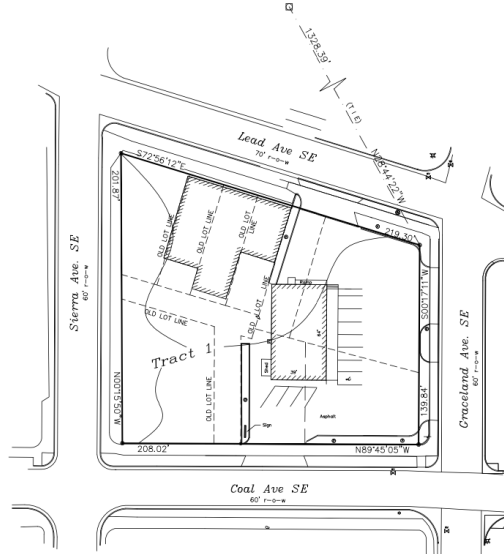 1328.39'
(TIE)
N28°44'22"W
Lead Ave SE
70' r-o-w
S72°56'12"E
219.30'
201.87'
OLD LOT LINE
OLD LOT LINE
OLD LOT LINE
OLD LOT LINE
OLD LOT LINE
OLD LOT LINE
Sierra Ave. SE
60' r-o-w
S00°17'11"W
Graceland Ave. SE
60' r-o-w
Tract 1
Shed
N00°15'50"W
139.84'
Asphalt
Sign
208.02'
N89°45'05"W
Coal Ave SE
60' r-o-w